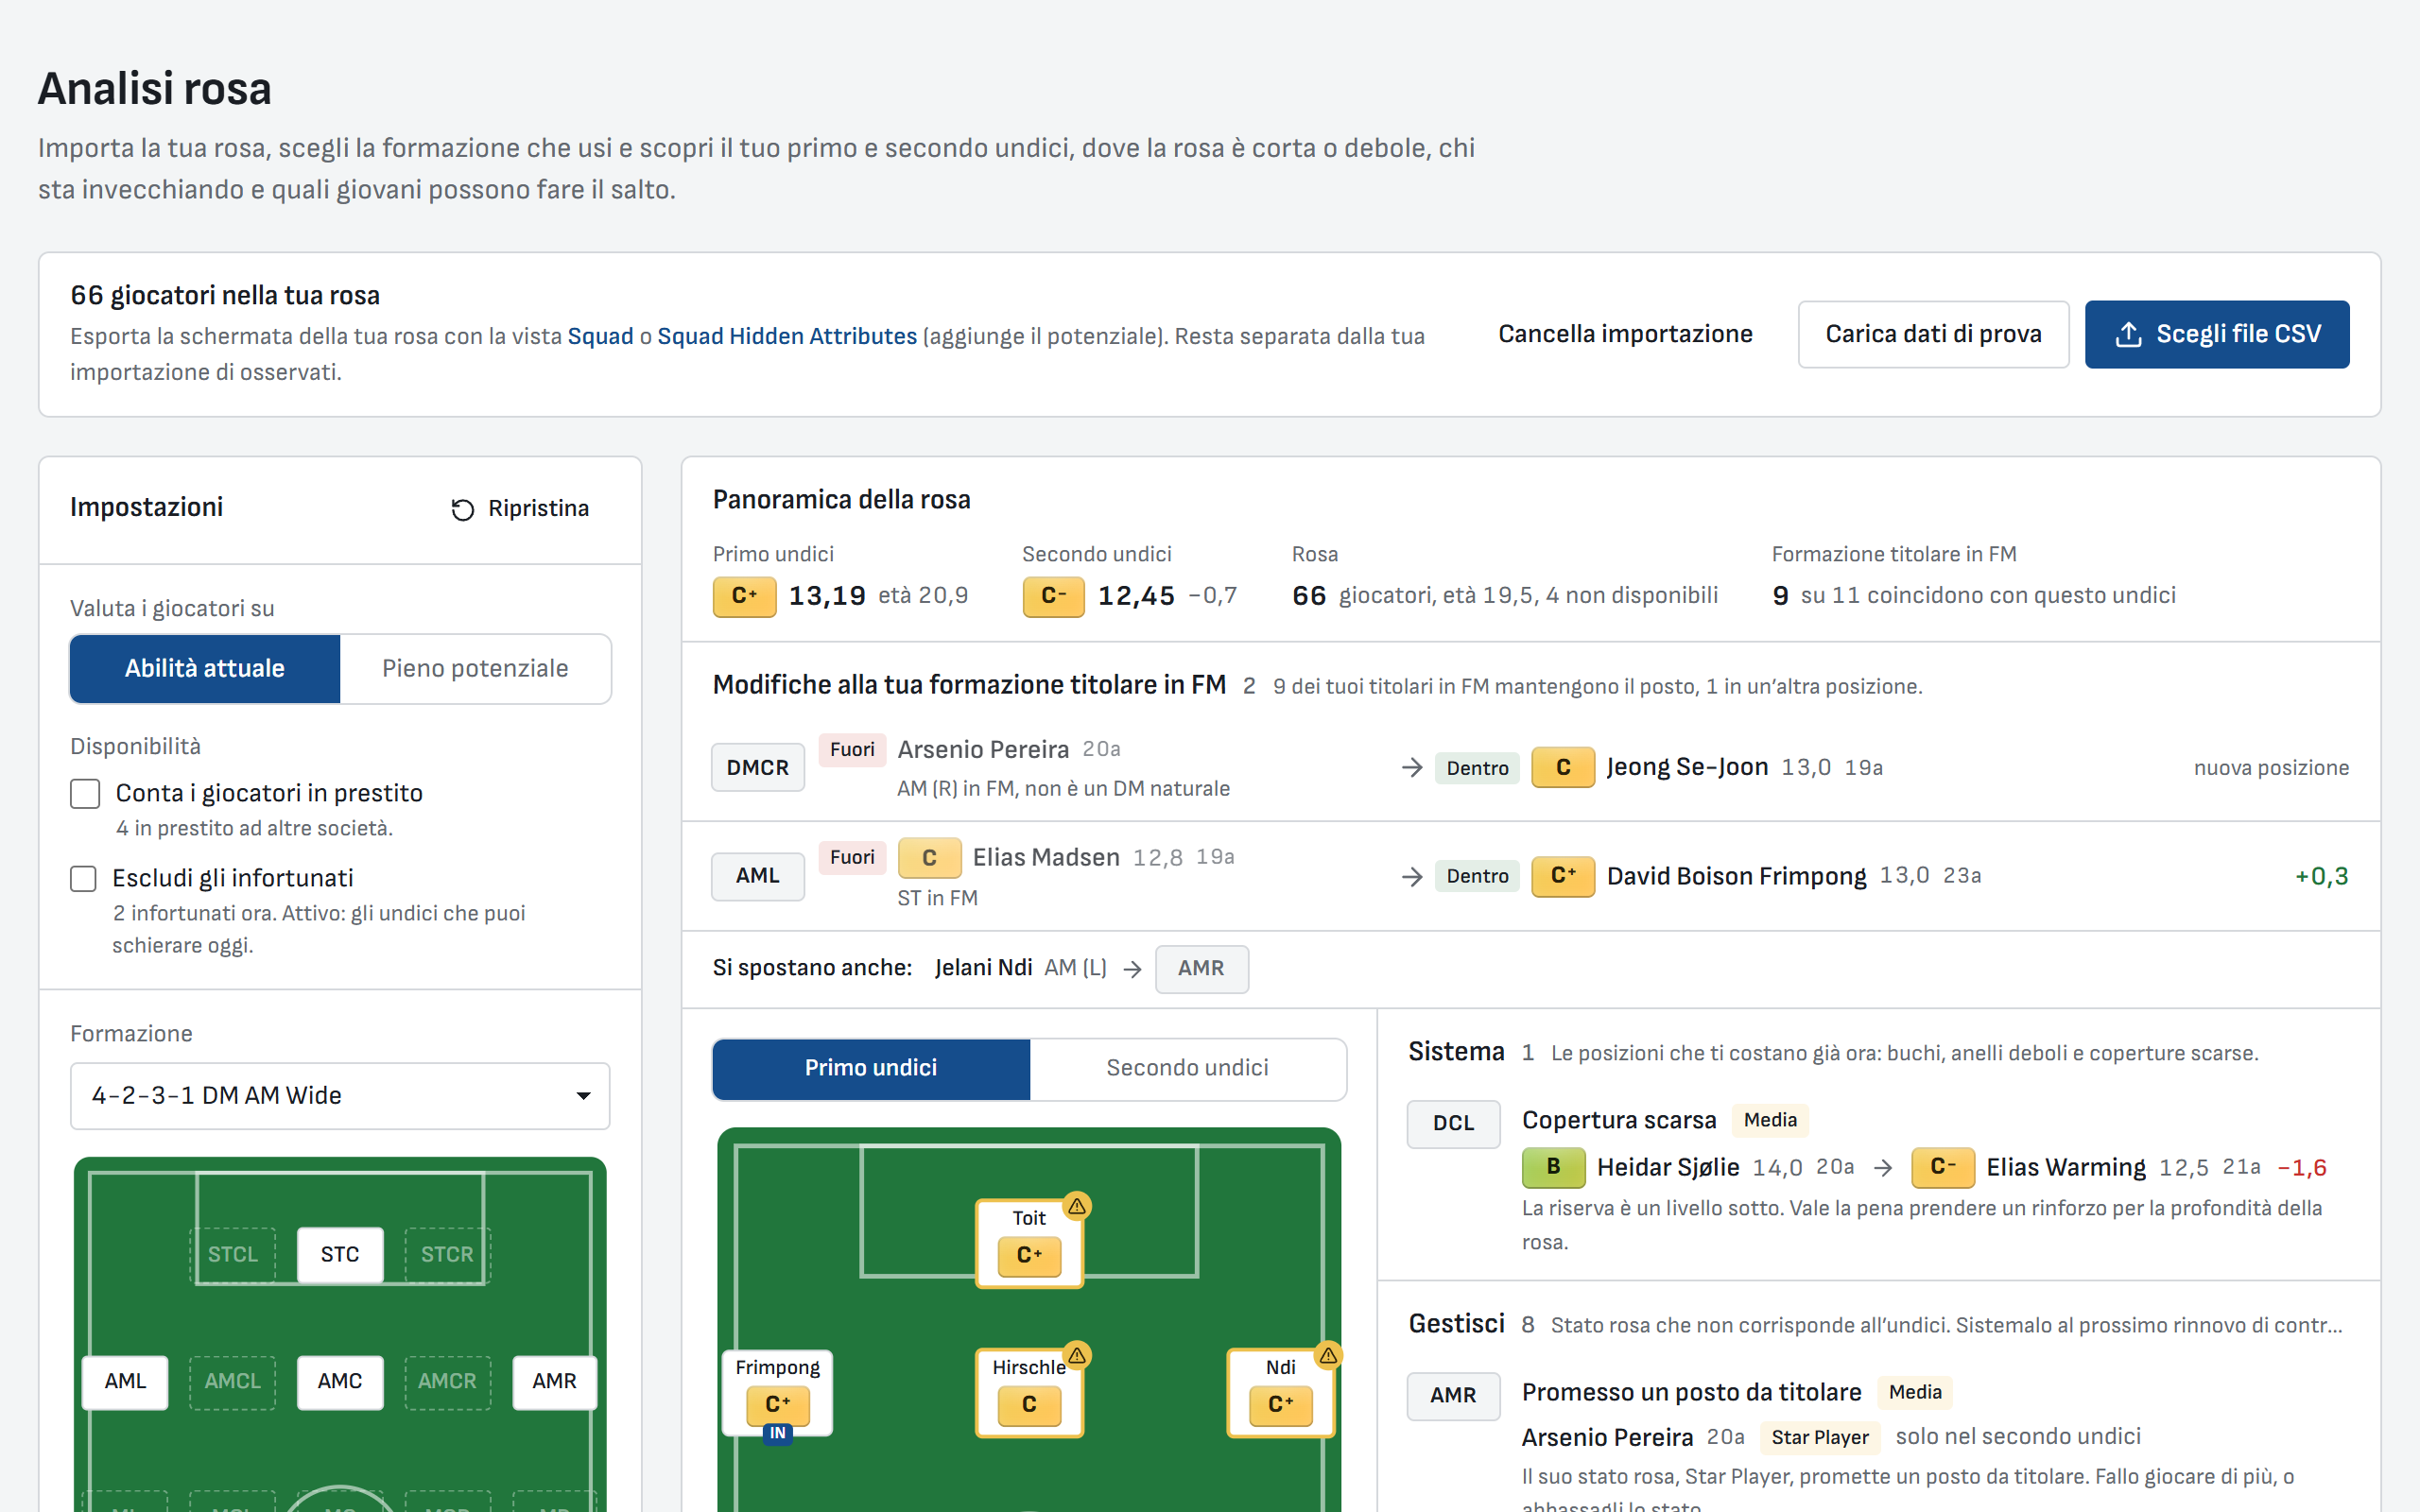 Analisi rosa
Importa la tua rosa, scegli la formazione che usi e scopri il tuo primo e secondo undici, dove la rosa è corta o debole, chi
sta invecchiando e quali giovani possono fare il salto.
66 giocatori nella tua rosa
Esporta la schermata della tua rosa con la vista Squad o Squad Hidden Attributes (aggiunge il potenziale). Resta separata dalla tua
importazione di osservati.
Cancella importazione
Carica dati di prova
Scegli file CSV
Impostazioni
Ripristina
Valuta i giocatori su
Abilità attuale
Pieno potenziale
Disponibilità
Conta i giocatori in prestito
4 in prestito ad altre società.
Escludi gli infortunati
2 infortunati ora. Attivo: gli undici che puoi
schierare oggi.
Formazione
4-2-3-1 DM AM Wide
STCL STC STCR
AML AMCL AMC AMCR AMR
Panoramica della rosa
Primo undici
C+ 13,19 età 20,9
Secondo undici
C- 12,45 −0,7
Rosa
66 giocatori, età 19,5, 4 non disponibili
Formazione titolare in FM
9 su 11 coincidono con questo undici
Modifiche alla tua formazione titolare in FM 2 9 dei tuoi titolari in FM mantengono il posto, 1 in un’altra posizione.
DMCR Fuori Arsenio Pereira 20a
AM (R) in FM, non è un DM naturale
→ Dentro C Jeong Se-Joon 13,0 19a nuova posizione
AML Fuori C Elias Madsen 12,8 19a
ST in FM
→ Dentro C+ David Boison Frimpong 13,0 23a +0,3
Si spostano anche: Jelani Ndi AM (L) → AMR
Primo undici
Secondo undici
Toit
C+
Frimpong
C+
IN
Hirschle
C
Ndi
C+
Sistema 1 Le posizioni che ti costano già ora: buchi, anelli deboli e coperture scarse.
DCL Copertura scarsa Media
B Heidar Sjølie 14,0 20a → C- Elias Warming 12,5 21a −1,6
La riserva è un livello sotto. Vale la pena prendere un rinforzo per la profondità della
rosa.
Gestisci 8 Stato rosa che non corrisponde all’undici. Sistemalo al prossimo rinnovo di contr...
AMR Promesso un posto da titolare Media
Arsenio Pereira 20a Star Player solo nel secondo undici
Il suo stato rosa, Star Player, promette un posto da titolare. Fallo giocare di più, o
abbassagli lo stato.